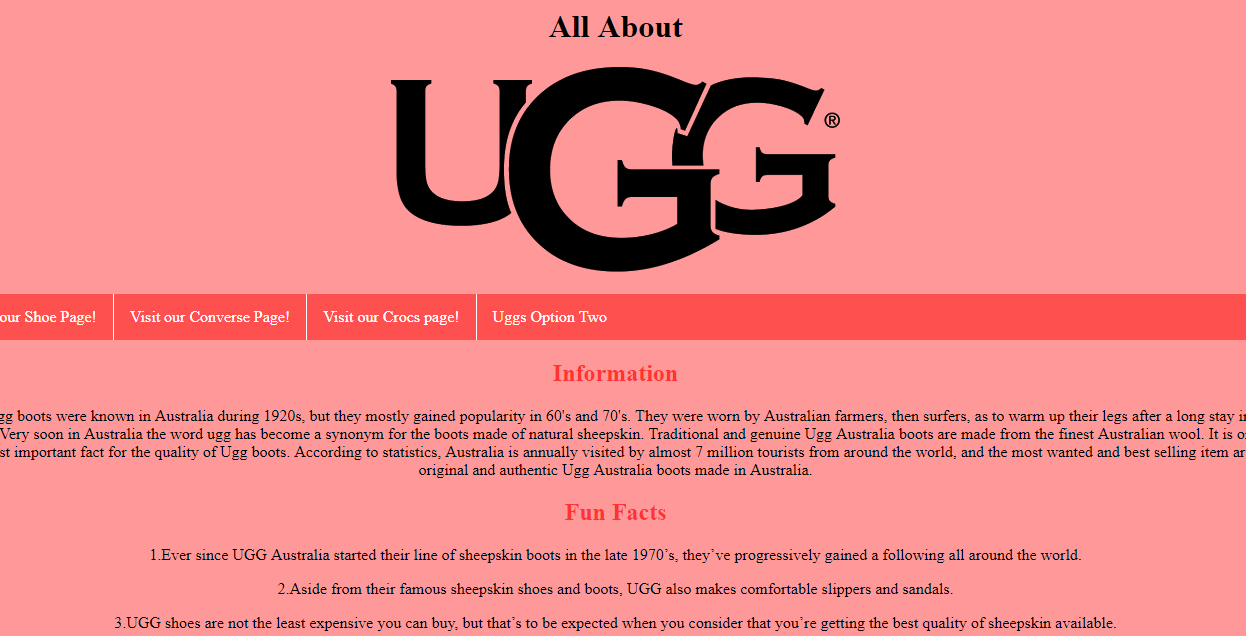 All About
UGG®
our Shoe Page! Visit our Converse Page! Visit our Crocs page! Uggs Option Two
Information
boots were known in Australia during 1920s, but they mostly gained popularity in 60's and 70's. They were worn by Australian farmers, then surfers, as to warm up their legs after a long stay
Very soon in Australia the word ugg has become a synonym for the boots made of natural sheepskin. Traditional and genuine Ugg Australia boots are made from the finest Australian wool. It is
important fact for the quality of Ugg boots. According to statistics, Australia is annually visited by almost 7 million tourists from around the world, and the most wanted and best selling item
original and authentic Ugg Australia boots made in Australia.
Fun Facts
1.Ever since UGG Australia started their line of sheepskin boots in the late 1970’s, they’ve progressively gained a following all around the world.
2.Aside from their famous sheepskin shoes and boots, UGG also makes comfortable slippers and sandals.
3.UGG shoes are not the least expensive you can buy, but that’s to be expected when you consider that you’re getting the best quality of sheepskin available.